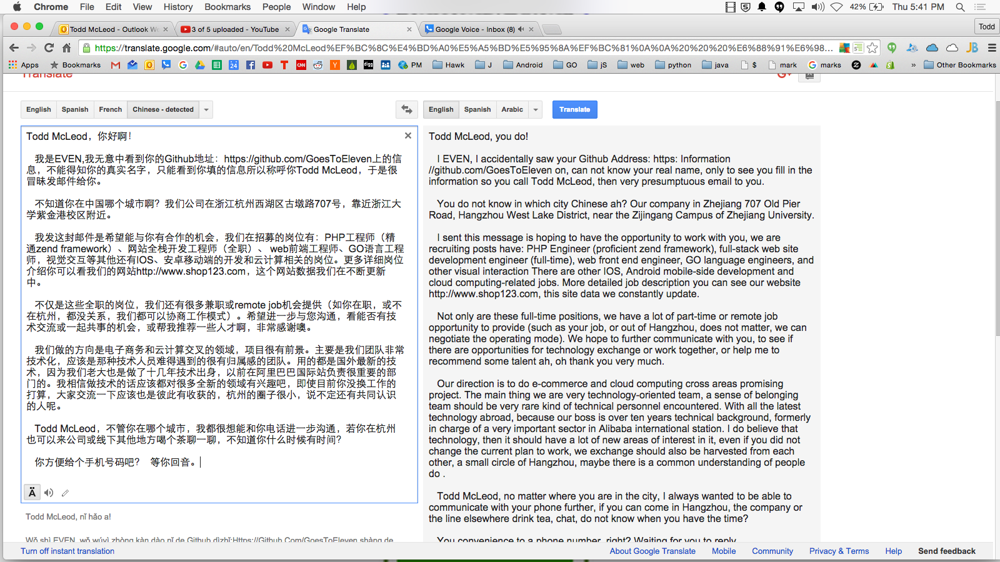 Chrome File Edit View History Bookmarks People Window Help 42% Thu 5:41 PM
Todd McLeod - Outlook W 3 of 5 uploaded - YouTube Google Translate Google Voice - Inbox (8) Todd
https://translate.google.com/#auto/en/Todd%20McLeod%EF%BC%8C%E4%BD%A0%E5%A5%BD%E5%95%8A%EF%BC%81%0A%0A%20%20%20%E6%88%91%E6%98...
Apps Bookmarks PM Hawk J Android GO jS web python java $ mark marks » Other Bookmarks
Translate
English Spanish French Chinese - detected English Spanish Arabic Translate
Todd McLeod，你好啊！
我是EVEN,我无意中看到你的Github地址：https://github.com/GoesToEleven上的信
息，不能得知你的真实名字，只能看到你填的信息所以称呼你Todd McLeod，于是很
冒昧发邮件给你。
不知道你在中国哪个城市啊？我们公司在浙江杭州西湖区古墩路707号，靠近浙江大
学紫金港校区附近。
我发这封邮件是希望能与你有合作的机会，我们在招募的岗位有：PHP工程师（精
通zend framework）、网站全栈开发工程师（全职）、 web前端工程师、GO语言工程
师，视觉交互等其他还有IOS、安卓移动端的开发和云计算相关的岗位。更多详细岗位
介绍你可以看我们的网站http://www.shop123.com，这个网站数据我们在不断更新
中。
不仅是这些全职的岗位，我们还有很多兼职或remote job机会提供（如你在职，或不
在杭州，都没关系，我们都可以协商工作模式）。希望进一步与您沟通，看能否有技
术交流或一起共事的机会，或帮我推荐一些人才啊，非常感谢噢。
我们做的方向是电子商务和云计算交叉的领域，项目很有前景。主要是我们团队非常
技术化，应该是那种技术人员难得遇到的很有归属感的团队。用的都是国外最新的技
术，因为我们老大也是做了十几年技术出身，以前在阿里巴巴国际站负责很重要的部
门的。我相信做技术的话应该都对很多全新的领域有兴趣吧，即使目前你没换工作的
打算，大家交流一下应该也是彼此有收获的，杭州的圈子很小，说不定还有共同认识
的人呢。
Todd McLeod，不管你在哪个城市，我都很想能和你电话进一步沟通，若你在杭州
也可以来公司或线下其他地方喝个茶聊一聊，不知道你什么时候有时间？
你方便给个手机号码吧？ 等你回音。
Ä
Todd McLeod, nǐ hǎo a!
Wǒ shì EVEN, wǒ wúyì zhòng kàn dào nǐ de Github dìzhǐ:Https://Github.Com/GoesToEleven shàng de
Todd McLeod, you do!
I EVEN, I accidentally saw your Github Address: https: Information
//github.com/GoesToEleven on, can not know your real name, only to see you fill in the
information so you call Todd McLeod, then very presumptuous email to you.
You do not know in which city Chinese ah? Our company in Zhejiang 707 Old Pier
Road, Hangzhou West Lake District, near the Zijingang Campus of Zhejiang University.
I sent this message is hoping to have the opportunity to work with you, we are
recruiting posts have: PHP Engineer (proficient zend framework), full-stack web site
development engineer (full-time), web front end engineer, GO language engineers, and
other visual interaction There are other IOS, Android mobile-side development and
cloud computing-related jobs. More detailed job description you can see our website
http://www.shop123.com, this site data we constantly update.
Not only are these full-time positions, we have a lot of part-time or remote job
opportunity to provide (such as your job, or out of Hangzhou, does not matter, we can
negotiate the operating mode). We hope to further communicate with you, to see if
there are opportunities for technology exchange or work together, or help me to
recommend some talent ah, oh thank you very much.
Our direction is to do e-commerce and cloud computing cross areas promising
project. The main thing we are very technology-oriented team, a sense of belonging
team should be very rare kind of technical personnel encountered. With all the latest
technology abroad, because our boss is over ten years technical background, formerly
in charge of a very important sector in Alibaba international station. I do believe that
technology, then it should have a lot of new areas of interest in it, even if you did not
change the current plan to work, we exchange should also be harvested from each
other, a small circle of Hangzhou, maybe there is a common understanding of people
do .
Todd McLeod, no matter where you are in the city, I always wanted to be able to
communicate with your phone further, if you can come in Hangzhou, the company or
the line elsewhere drink tea, chat, do not know when you have the time?
You convenience to a phone number, right? Waiting for you to reply
Turn off instant translation About Google Translate Mobile Community Privacy & Terms Help Send feedback